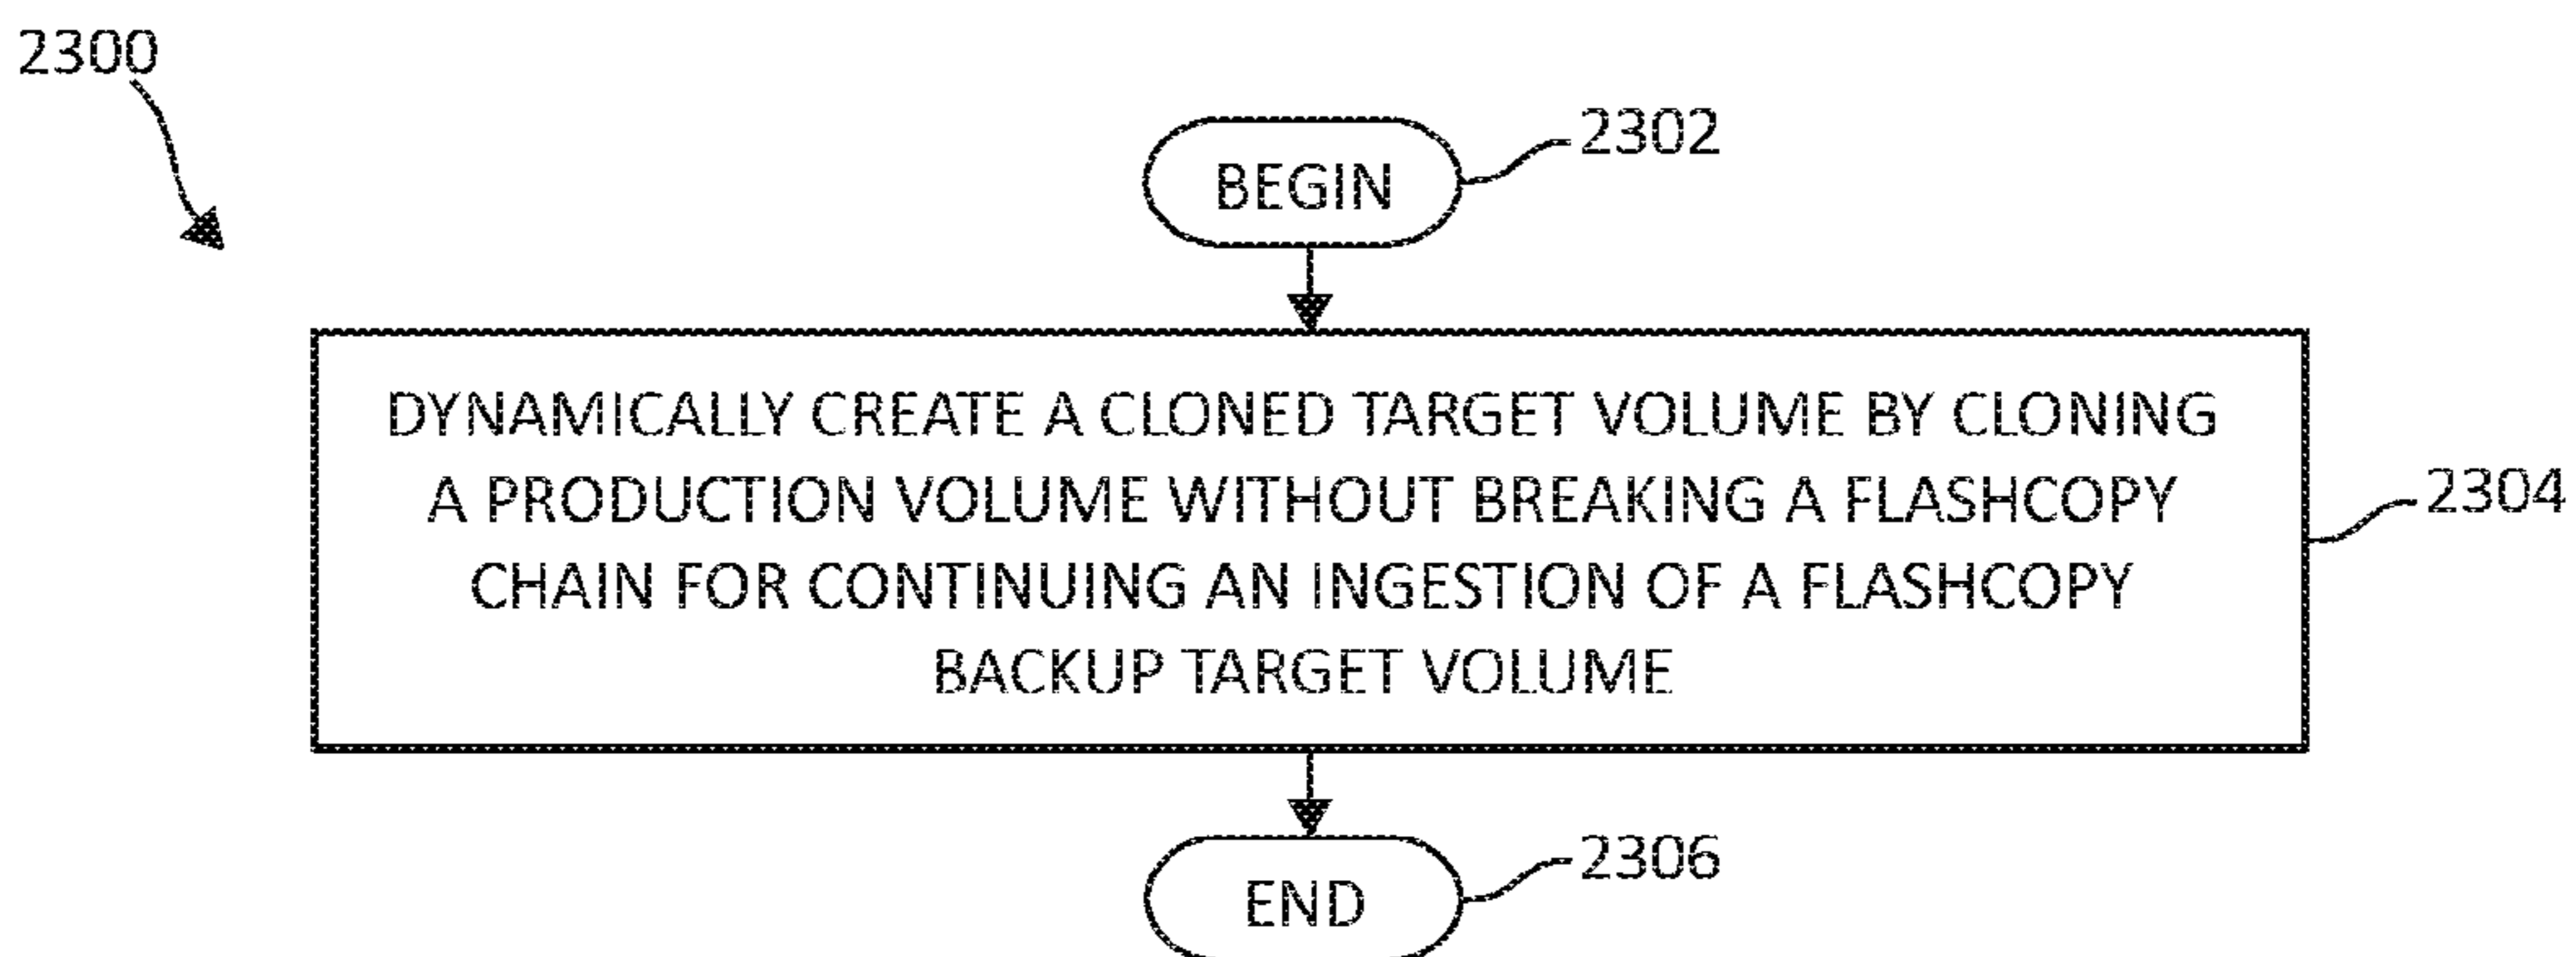 2300
BEGIN
2302
DYNAMICALLY CREATE A CLONED TARGET VOLUME BY CLONING
A PRODUCTION VOLUME WITHOUT BREAKING A FLASHCOPY
CHAIN FOR CONTINUING AN INGESTION OF A FLASHCOPY
BACKUP TARGET VOLUME
2304
END
2306